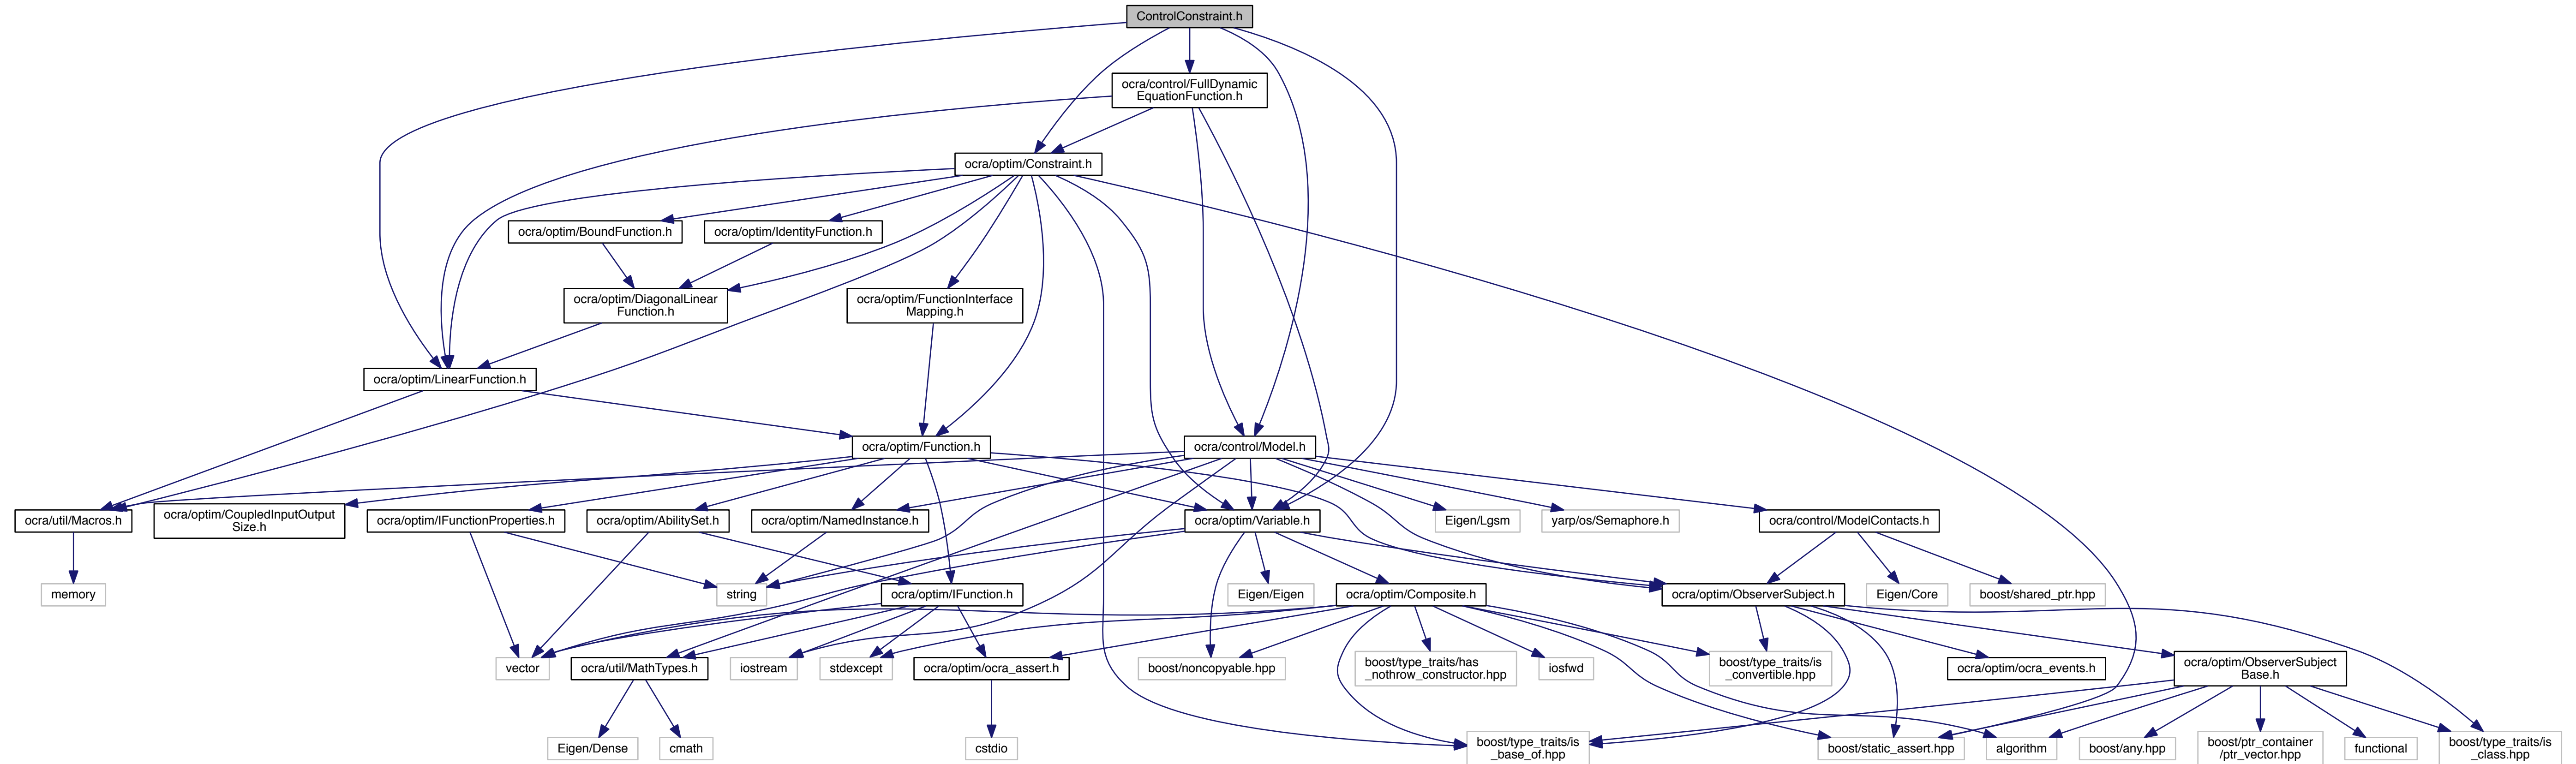 ControlConstraint.h
ocra/control/FullDynamic
EquationFunction.h
ocra/optim/Constraint.h
ocra/optim/BoundFunction.h
ocra/optim/IdentityFunction.h
ocra/optim/DiagonalLinear
Function.h
ocra/optim/FunctionInterface
Mapping.h
ocra/optim/LinearFunction.h
ocra/optim/Function.h
ocra/control/Model.h
ocra/util/Macros.h
ocra/optim/CoupledInputOutput
Size.h
ocra/optim/IFunctionProperties.h
ocra/optim/AbilitySet.h
ocra/optim/NamedInstance.h
ocra/optim/Variable.h
Eigen/Lgsm
yarp/os/Semaphore.h
ocra/control/ModelContacts.h
memory
string
ocra/optim/IFunction.h
Eigen/Eigen
ocra/optim/Composite.h
ocra/optim/ObserverSubject.h
Eigen/Core
boost/shared_ptr.hpp
vector
ocra/util/MathTypes.h
iostream
stdexcept
ocra/optim/ocra_assert.h
boost/noncopyable.hpp
boost/type_traits/has
_nothrow_constructor.hpp
iosfwd
boost/type_traits/is
_convertible.hpp
ocra/optim/ocra_events.h
ocra/optim/ObserverSubject
Base.h
Eigen/Dense
cmath
cstdio
boost/type_traits/is
_base_of.hpp
boost/static_assert.hpp
algorithm
boost/any.hpp
boost/ptr_container
/ptr_vector.hpp
functional
boost/type_traits/is
_class.hpp